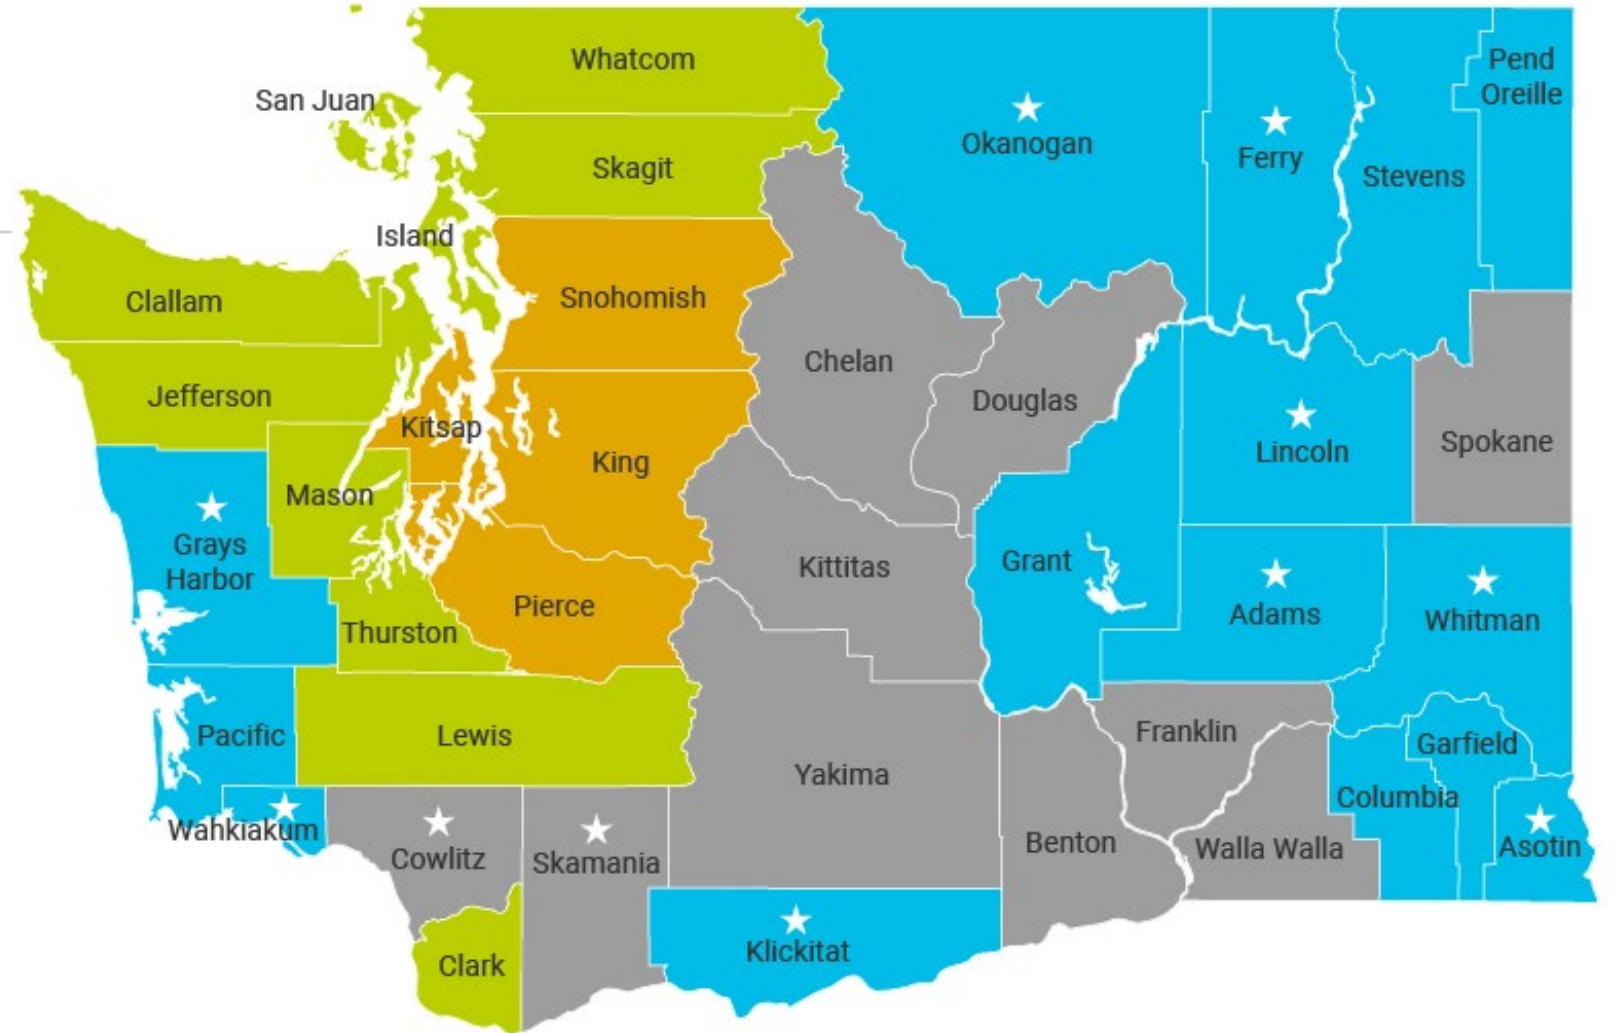 Whatcom
San Juan
Skagit
Island
Clallam
Snohomish
Jefferson
Kitsap
King
Mason
Grays
Harbor
Thurston
Pierce
Pacific
Lewis
Wahkiakum
Cowlitz
Skamania
Clark
Okanogan
Ferry
Stevens
Pend
Oreille
Chelan
Douglas
Lincoln
Spokane
Kittitas
Grant
Adams
Whitman
Yakima
Franklin
Garfield
Columbia
Benton
Walla Walla
Asotin
Klickitat